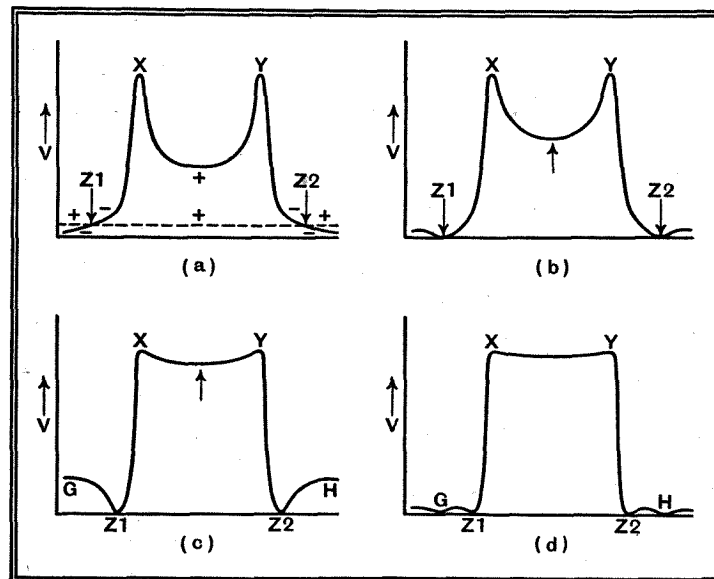 X Y
V
Z1 Z2
+ - + - +
- + -
(a)
X Y
V
Z1 Z2
(b)
X Y
V
G H
Z1 Z2
(c)
X Y
V
G H
Z1 Z2
(d)